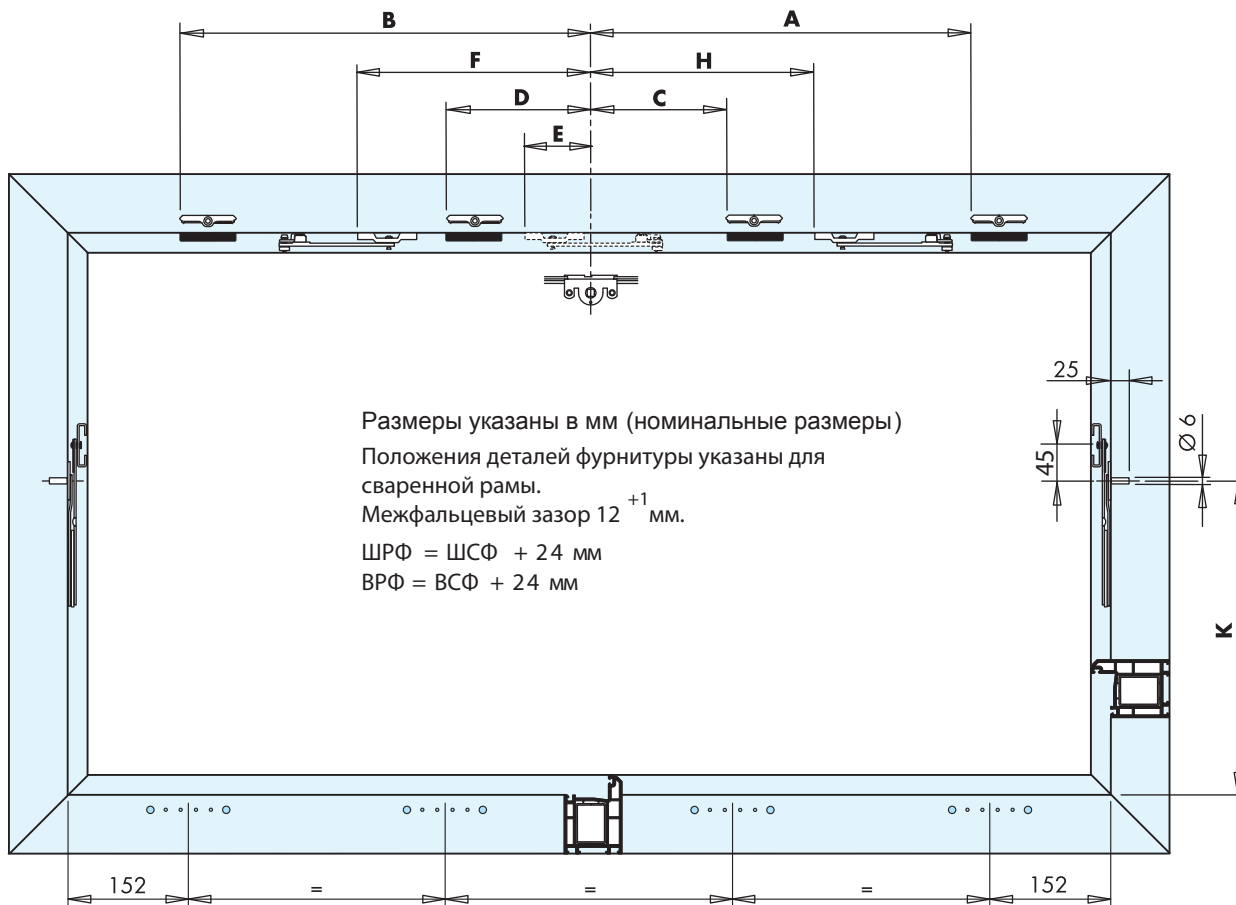 B A
F H
D C
E
25
Ø 6
45
Размеры указаны в мм (номинальные размеры)
Положения деталей фурнитуры указаны для
сваренной рамы.
Межфальцевый зазор 12 +1 мм.
ШРФ = ШСФ + 24 мм
ВРФ = ВСФ + 24 мм
K
152 = = = 152